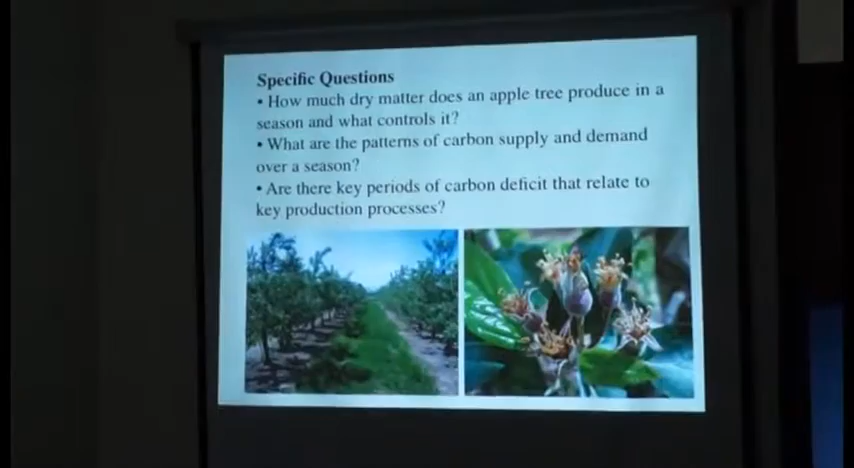 Specific Questions
• How much dry matter does an apple tree produce in a
season and what controls it?
• What are the patterns of carbon supply and demand
over a season?
• Are there key periods of carbon deficit that relate to
key production processes?